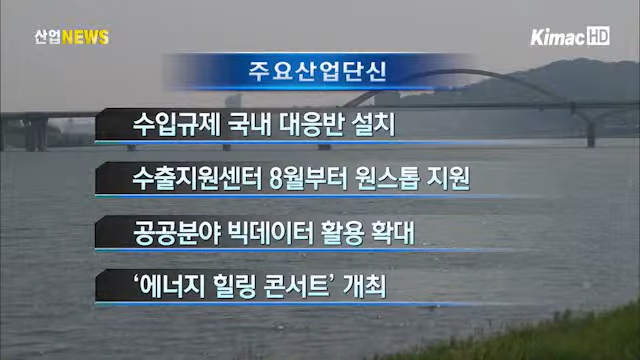 산업NEWS
Kimac HD
주요산업단신
수입규제 국내 대응반 설치
수출지원센터 8월부터 원스톱 지원
공공분야 빅데이터 활용 확대
‘에너지 힐링 콘서트’ 개최